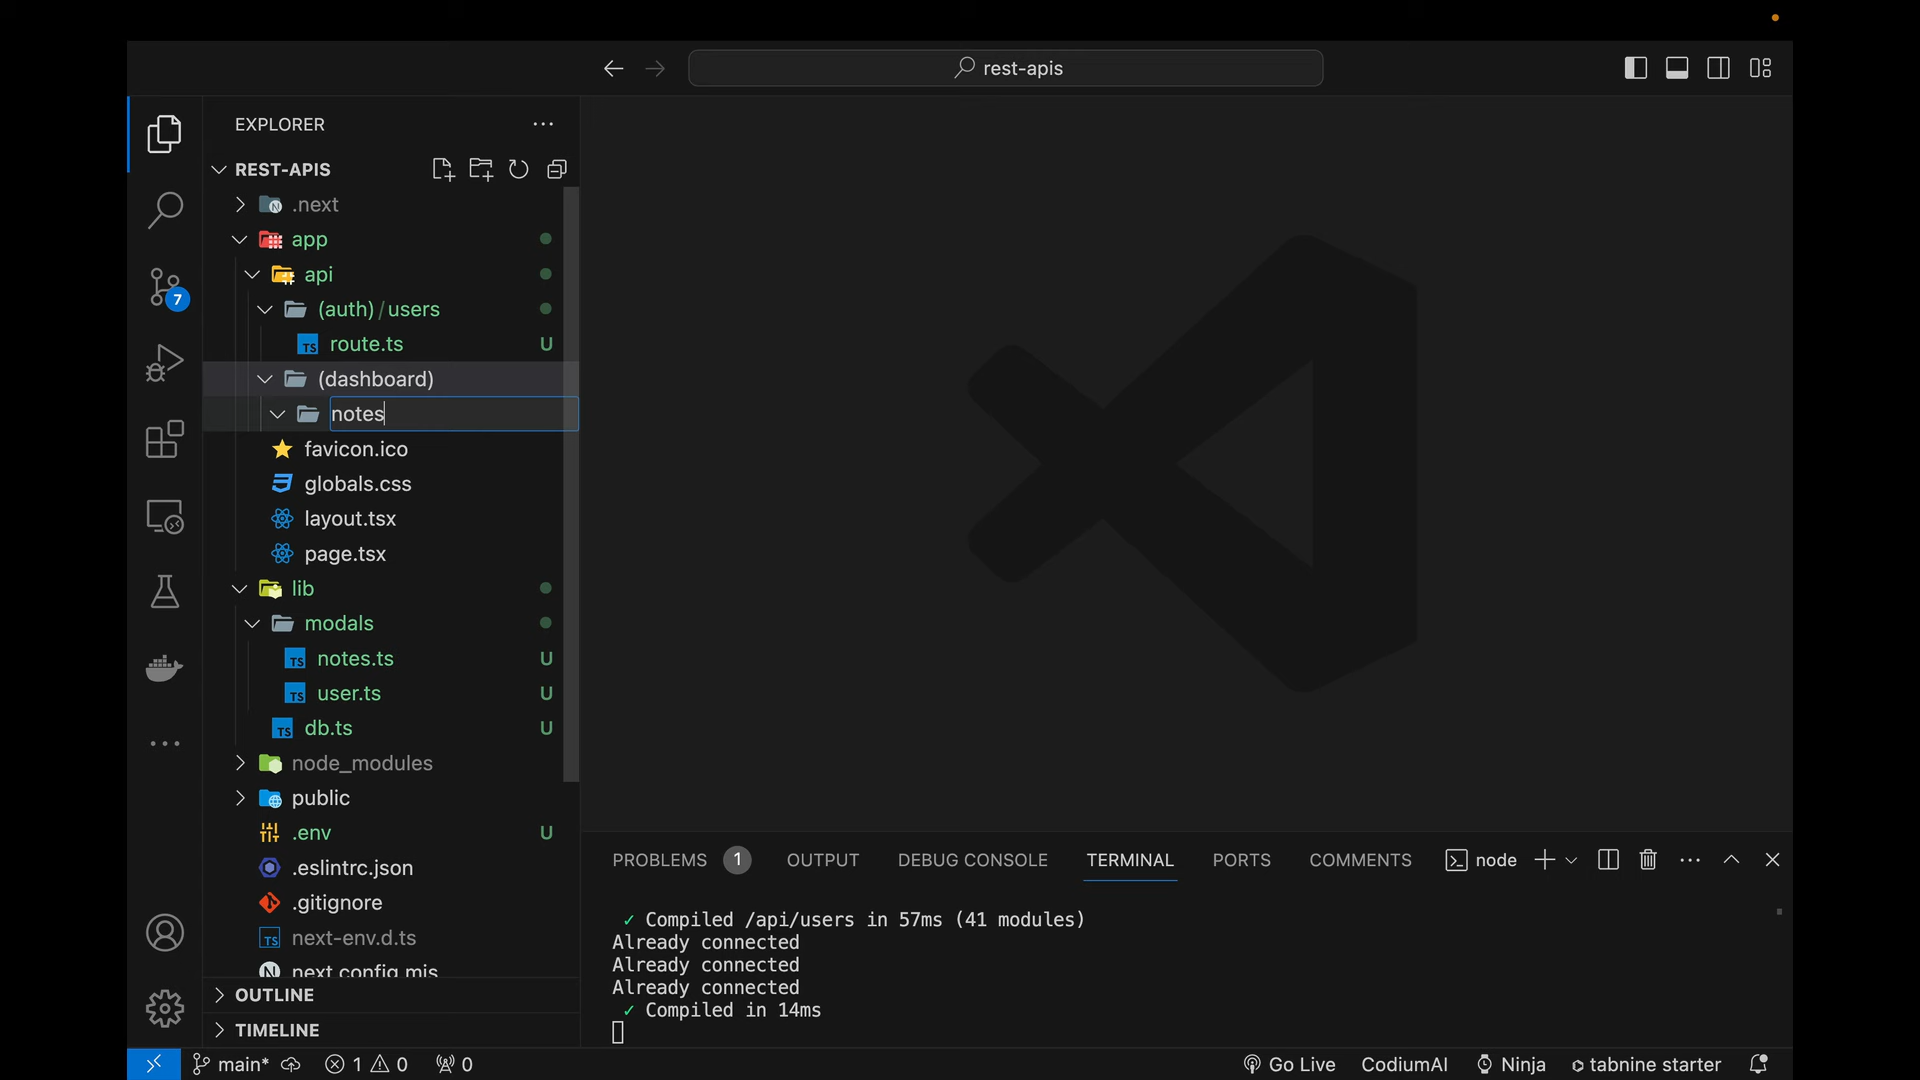 rest-apis
EXPLORER
REST-APIS
.next
app
api
(auth) / users
route.ts U
(dashboard)
notes
favicon.ico
globals.css
layout.tsx
page.tsx
lib
modals
notes.ts U
user.ts U
db.ts U
node_modules
public
.env U
.eslintrc.json
.gitignore
next-env.d.ts
next.config.mjs
OUTLINE
TIMELINE
7
PROBLEMS 1 OUTPUT DEBUG CONSOLE TERMINAL PORTS COMMENTS node
✓ Compiled /api/users in 57ms (41 modules)
Already connected
Already connected
Already connected
✓ Compiled in 14ms
main* 1 0 0 Go Live CodiumAI Ninja tabnine starter